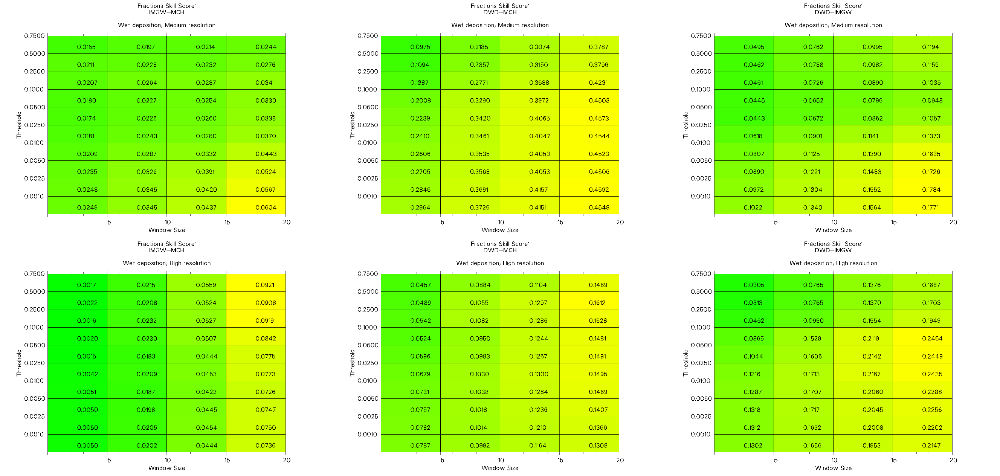 Fractions Skill Score:
IMGW–MCH
Wet deposition; Medium resolution
0.7500
0.0155 0.0197 0.0214 0.0244
0.5000
0.0211 0.0228 0.0232 0.0276
0.2500
0.0207 0.0264 0.0287 0.0341
0.1000
0.0180 0.0227 0.0254 0.0330
0.0500
0.0174 0.0226 0.0260 0.0338
0.0250
0.0181 0.0243 0.0280 0.0370
0.0100
0.0209 0.0287 0.0332 0.0443
0.0050
0.0235 0.0326 0.0391 0.0524
0.0025
0.0248 0.0345 0.0420 0.0567
0.0010
0.0249 0.0345 0.0437 0.0604
Threshold
5 10 15 20
Window Size
Fractions Skill Score:
DWD–MCH
Wet deposition; Medium resolution
0.7500
0.0975 0.2185 0.3074 0.3787
0.5000
0.1094 0.2357 0.3150 0.3796
0.2500
0.1387 0.2771 0.3588 0.4231
0.1000
0.2008 0.3290 0.3972 0.4503
0.0500
0.2239 0.3420 0.4065 0.4573
0.0250
0.2410 0.3461 0.4047 0.4544
0.0100
0.2606 0.3535 0.4053 0.4523
0.0050
0.2705 0.3568 0.4053 0.4506
0.0025
0.2846 0.3691 0.4157 0.4592
0.0010
0.2964 0.3726 0.4151 0.4548
Threshold
5 10 15 20
Window Size
Fractions Skill Score:
DWD–IMGW
Wet deposition; Medium resolution
0.7500
0.0495 0.0762 0.0995 0.1194
0.5000
0.0462 0.0788 0.0982 0.1159
0.2500
0.0461 0.0726 0.0890 0.1035
0.1000
0.0445 0.0652 0.0796 0.0948
0.0500
0.0443 0.0672 0.0862 0.1057
0.0250
0.0618 0.0901 0.1141 0.1373
0.0100
0.0807 0.1125 0.1390 0.1635
0.0050
0.0890 0.1221 0.1483 0.1726
0.0025
0.0972 0.1304 0.1552 0.1784
0.0010
0.1022 0.1340 0.1564 0.1771
Threshold
5 10 15 20
Window Size
Fractions Skill Score:
IMGW–MCH
Wet deposition; High resolution
0.7500
0.0017 0.0215 0.0559 0.0921
0.5000
0.0022 0.0208 0.0524 0.0908
0.2500
0.0016 0.0232 0.0527 0.0919
0.1000
0.0020 0.0230 0.0507 0.0842
0.0500
0.0015 0.0183 0.0444 0.0775
0.0250
0.0042 0.0209 0.0453 0.0773
0.0100
0.0051 0.0187 0.0422 0.0726
0.0050
0.0050 0.0198 0.0445 0.0747
0.0025
0.0050 0.0205 0.0454 0.0750
0.0010
0.0050 0.0202 0.0444 0.0736
Threshold
5 10 15 20
Window Size
Fractions Skill Score:
DWD–MCH
Wet deposition; High resolution
0.7500
0.0457 0.0884 0.1104 0.1469
0.5000
0.0489 0.1055 0.1297 0.1612
0.2500
0.0542 0.1082 0.1286 0.1528
0.1000
0.0524 0.0950 0.1244 0.1481
0.0500
0.0596 0.0983 0.1267 0.1491
0.0250
0.0679 0.1030 0.1300 0.1495
0.0100
0.0731 0.1038 0.1284 0.1469
0.0050
0.0757 0.1018 0.1236 0.1407
0.0025
0.0782 0.1014 0.1210 0.1366
0.0010
0.0787 0.0992 0.1164 0.1308
Threshold
5 10 15 20
Window Size
Fractions Skill Score:
DWD–IMGW
Wet deposition; High resolution
0.7500
0.0305 0.0765 0.1376 0.1687
0.5000
0.0313 0.0765 0.1370 0.1703
0.2500
0.0452 0.0950 0.1554 0.1949
0.1000
0.0865 0.1529 0.2119 0.2464
0.0500
0.1044 0.1606 0.2142 0.2449
0.0250
0.1216 0.1713 0.2167 0.2435
0.0100
0.1287 0.1707 0.2060 0.2288
0.0050
0.1318 0.1717 0.2045 0.2256
0.0025
0.1312 0.1692 0.2008 0.2202
0.0010
0.1302 0.1656 0.1953 0.2147
Threshold
5 10 15 20
Window Size